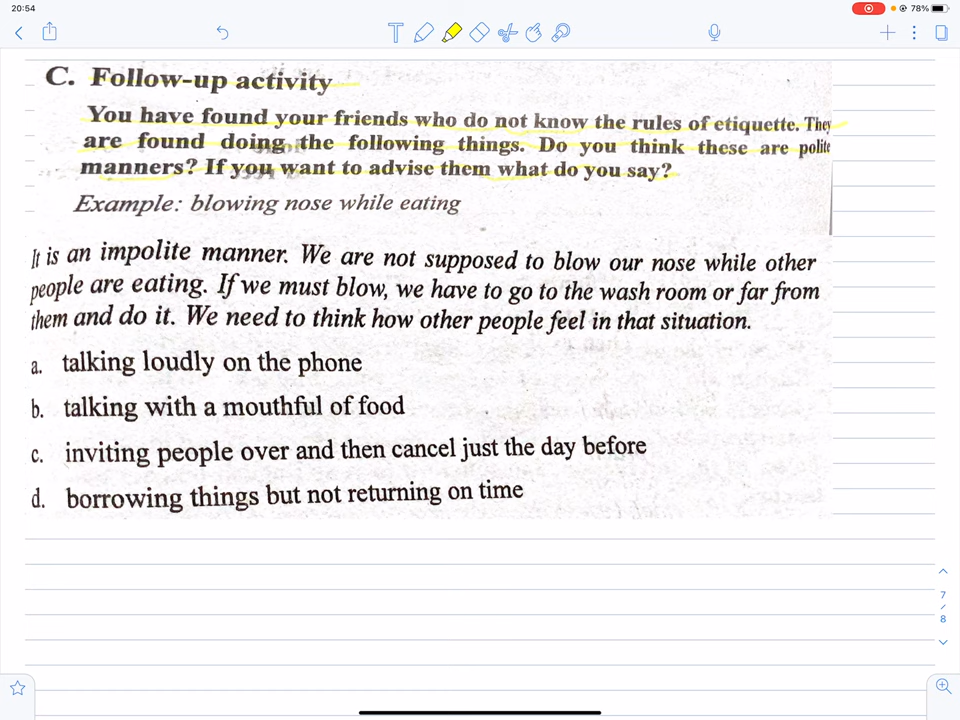 20:54
78%
C. Follow-up activity
You have found your friends who do not know the rules of etiquette. They
are found doing the following things. Do you think these are polite
manners? If you want to advise them what do you say?
Example: blowing nose while eating
It is an impolite manner. We are not supposed to blow our nose while other
people are eating. If we must blow, we have to go to the wash room or far from
them and do it. We need to think how other people feel in that situation.
a. talking loudly on the phone
b. talking with a mouthful of food
c. inviting people over and then cancel just the day before
d. borrowing things but not returning on time
7
/
8